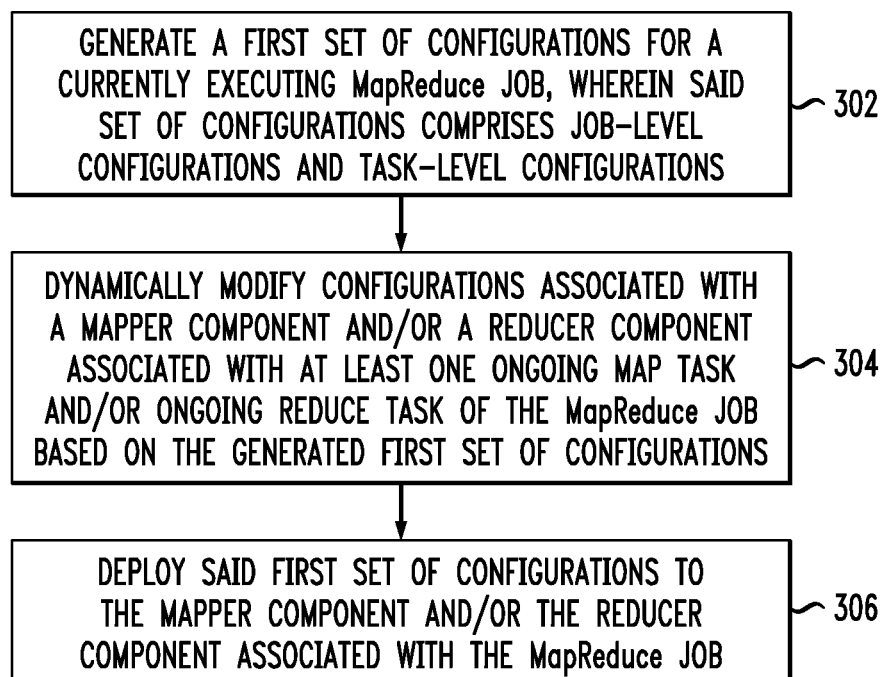 GENERATE A FIRST SET OF CONFIGURATIONS FOR A
CURRENTLY EXECUTING MapReduce JOB, WHEREIN SAID
SET OF CONFIGURATIONS COMPRISES JOB-LEVEL
CONFIGURATIONS AND TASK-LEVEL CONFIGURATIONS
302
DYNAMICALLY MODIFY CONFIGURATIONS ASSOCIATED WITH
A MAPPER COMPONENT AND/OR A REDUCER COMPONENT
ASSOCIATED WITH AT LEAST ONE ONGOING MAP TASK
AND/OR ONGOING REDUCE TASK OF THE MapReduce JOB
BASED ON THE GENERATED FIRST SET OF CONFIGURATIONS
304
DEPLOY SAID FIRST SET OF CONFIGURATIONS TO
THE MAPPER COMPONENT AND/OR THE REDUCER
COMPONENT ASSOCIATED WITH THE MapReduce JOB
306